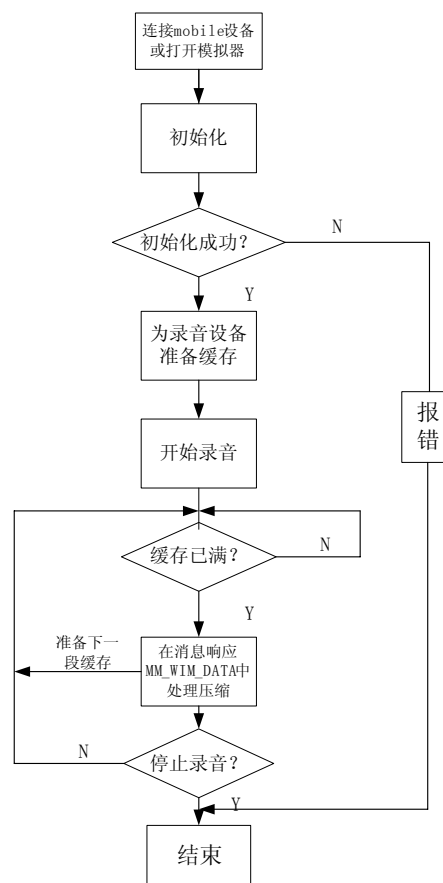 连接mobile设备
或打开模拟器
初始化
初始化成功?
N
Y
为录音设备
准备缓存
报
错
开始录音
缓存已满?
N
Y
准备下一
段缓存
在消息响应
MM_WIM_DATA中
处理压缩
N
停止录音?
Y
结束